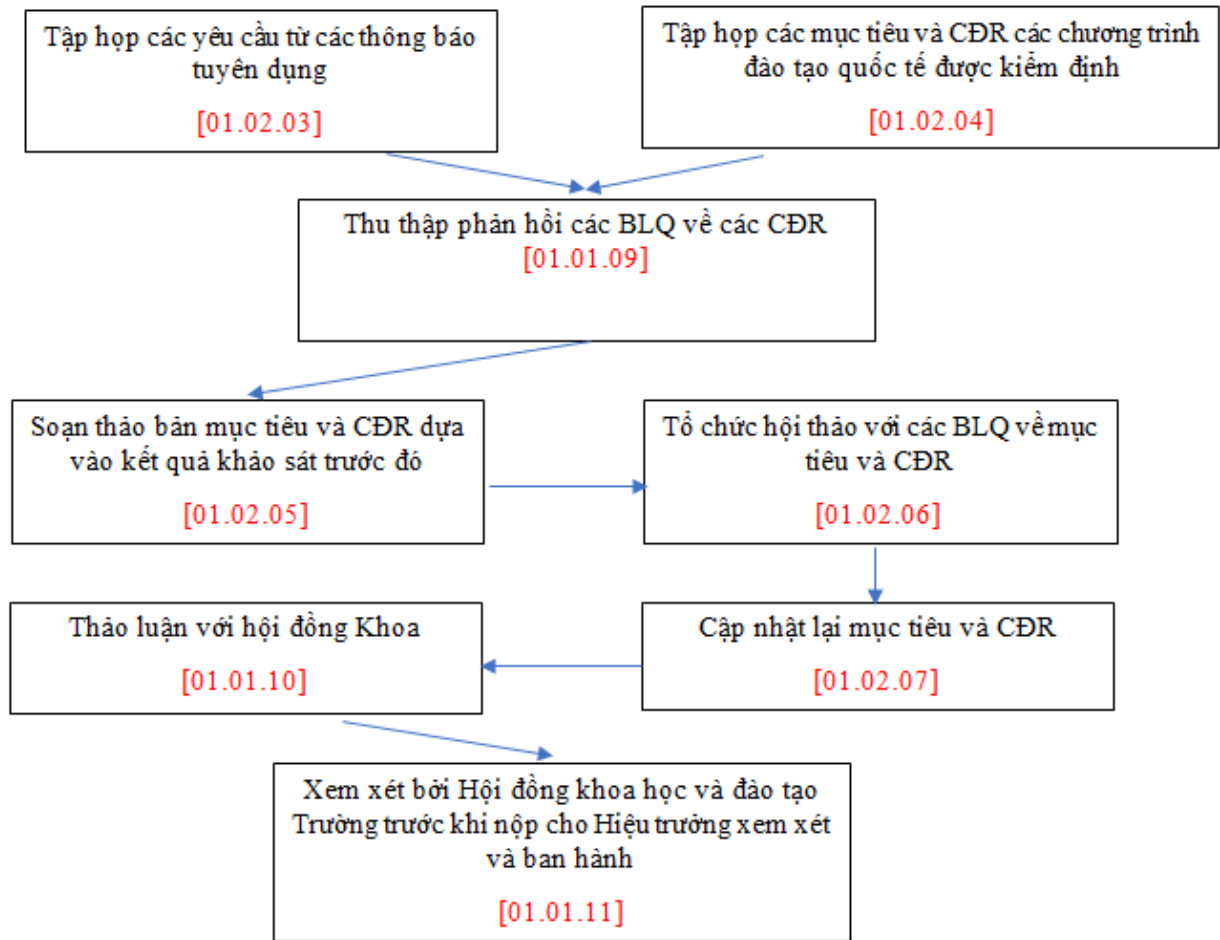 Tập họp các yêu cầu từ các thông báo
tuyên dụng
[01.02.03]
Tập họp các mục tiêu và CĐR các chương trình
đào tạo quốc tế được kiểm định
[01.02.04]
Thu thập phản hồi các BLQ về các CĐR
[01.01.09]
Soạn thảo bản mục tiêu và CĐR dựa
vào kết quả khảo sát trước đó
[01.02.05]
Tổ chức hội thảo với các BLQ về mục
tiêu và CĐR
[01.02.06]
Thảo luận với hội đồng Khoa
[01.01.10]
Cập nhật lại mục tiêu và CĐR
[01.02.07]
Xem xét bởi Hội đồng khoa học và đào tạo
Trường trước khi nộp cho Hiệu trưởng xem xét
và ban hành
[01.01.11]